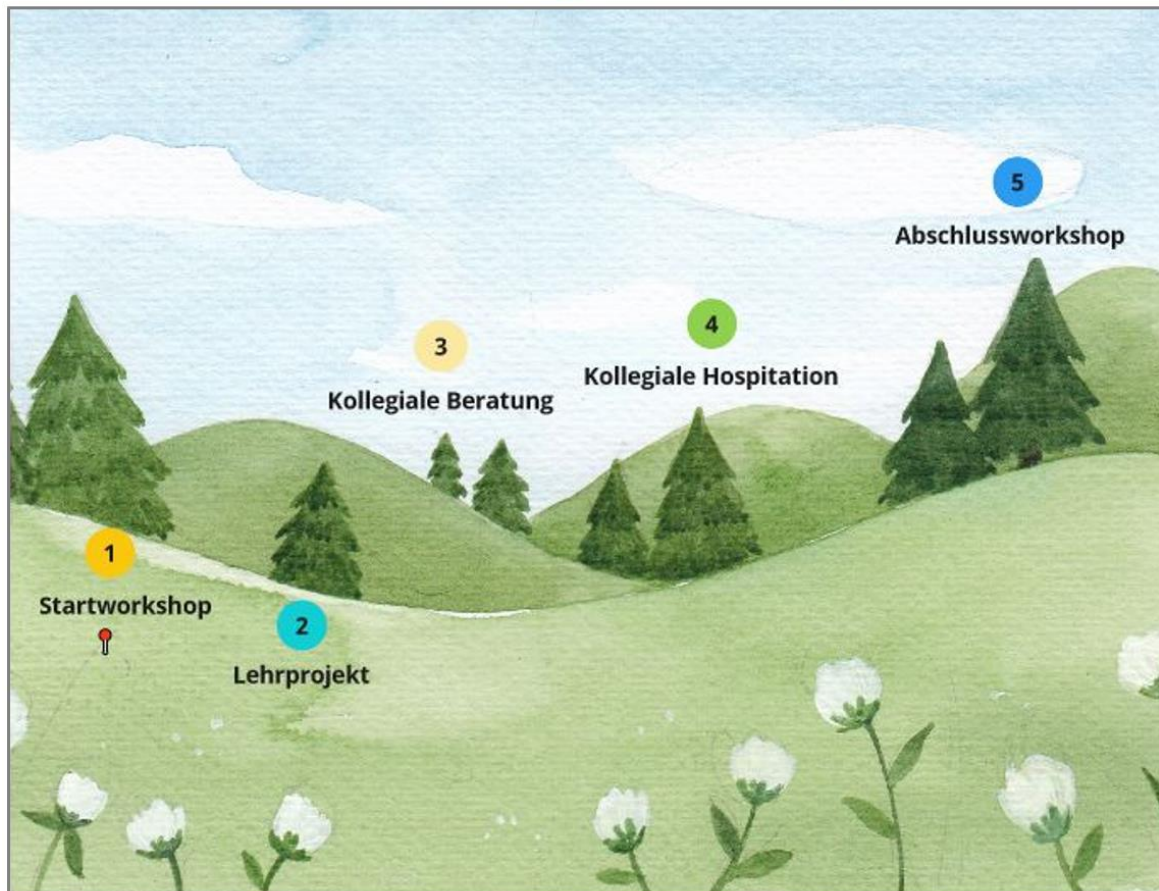 1
Startworkshop
2
Lehrprojekt
3
Kollegiale Beratung
4
Kollegiale Hospitation
5
Abschlussworkshop